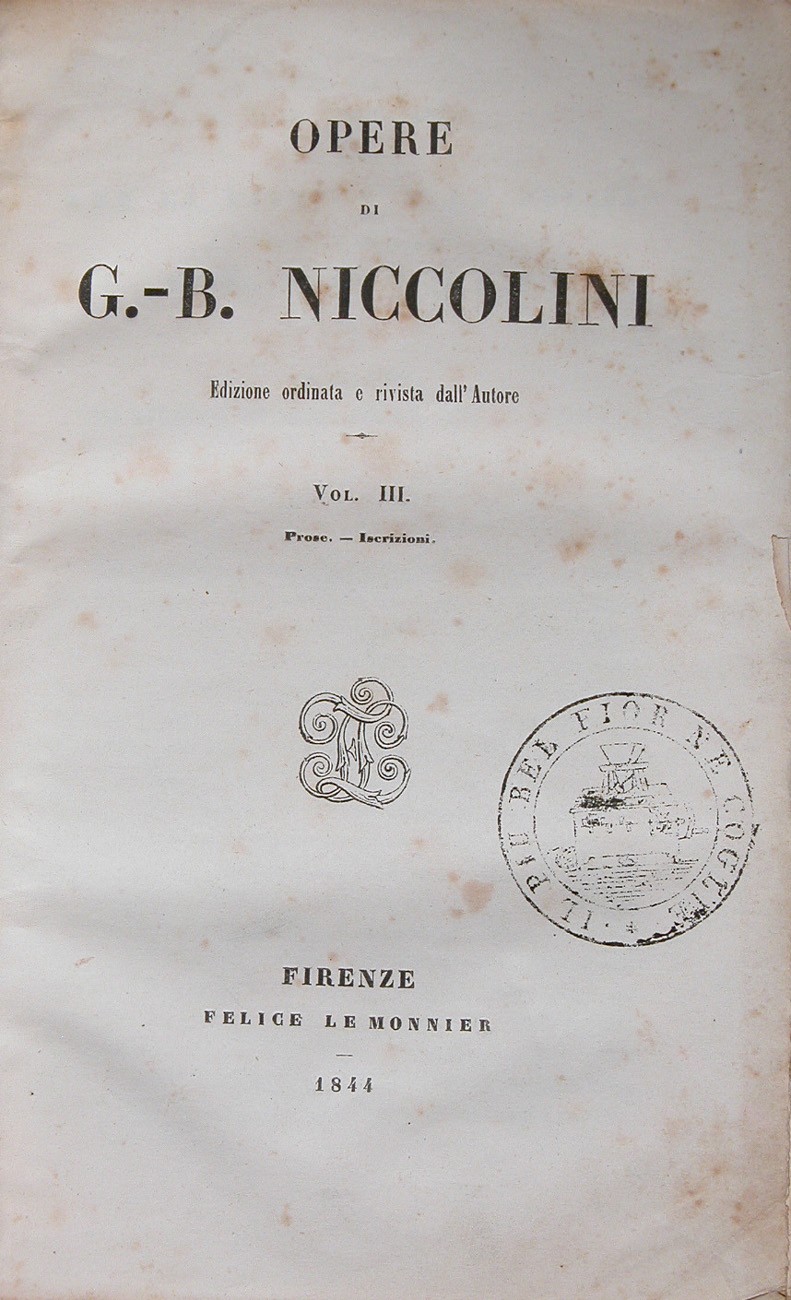 OPERE
DI
G.-B. NICCOLINI
Edizione ordinata e rivista dall' Autore
VOL. III.
Prose. — Iscrizioni.
IL PIU BEL FIOR NE COGLIE
FIRENZE
FELICE LE MONNIER
1844